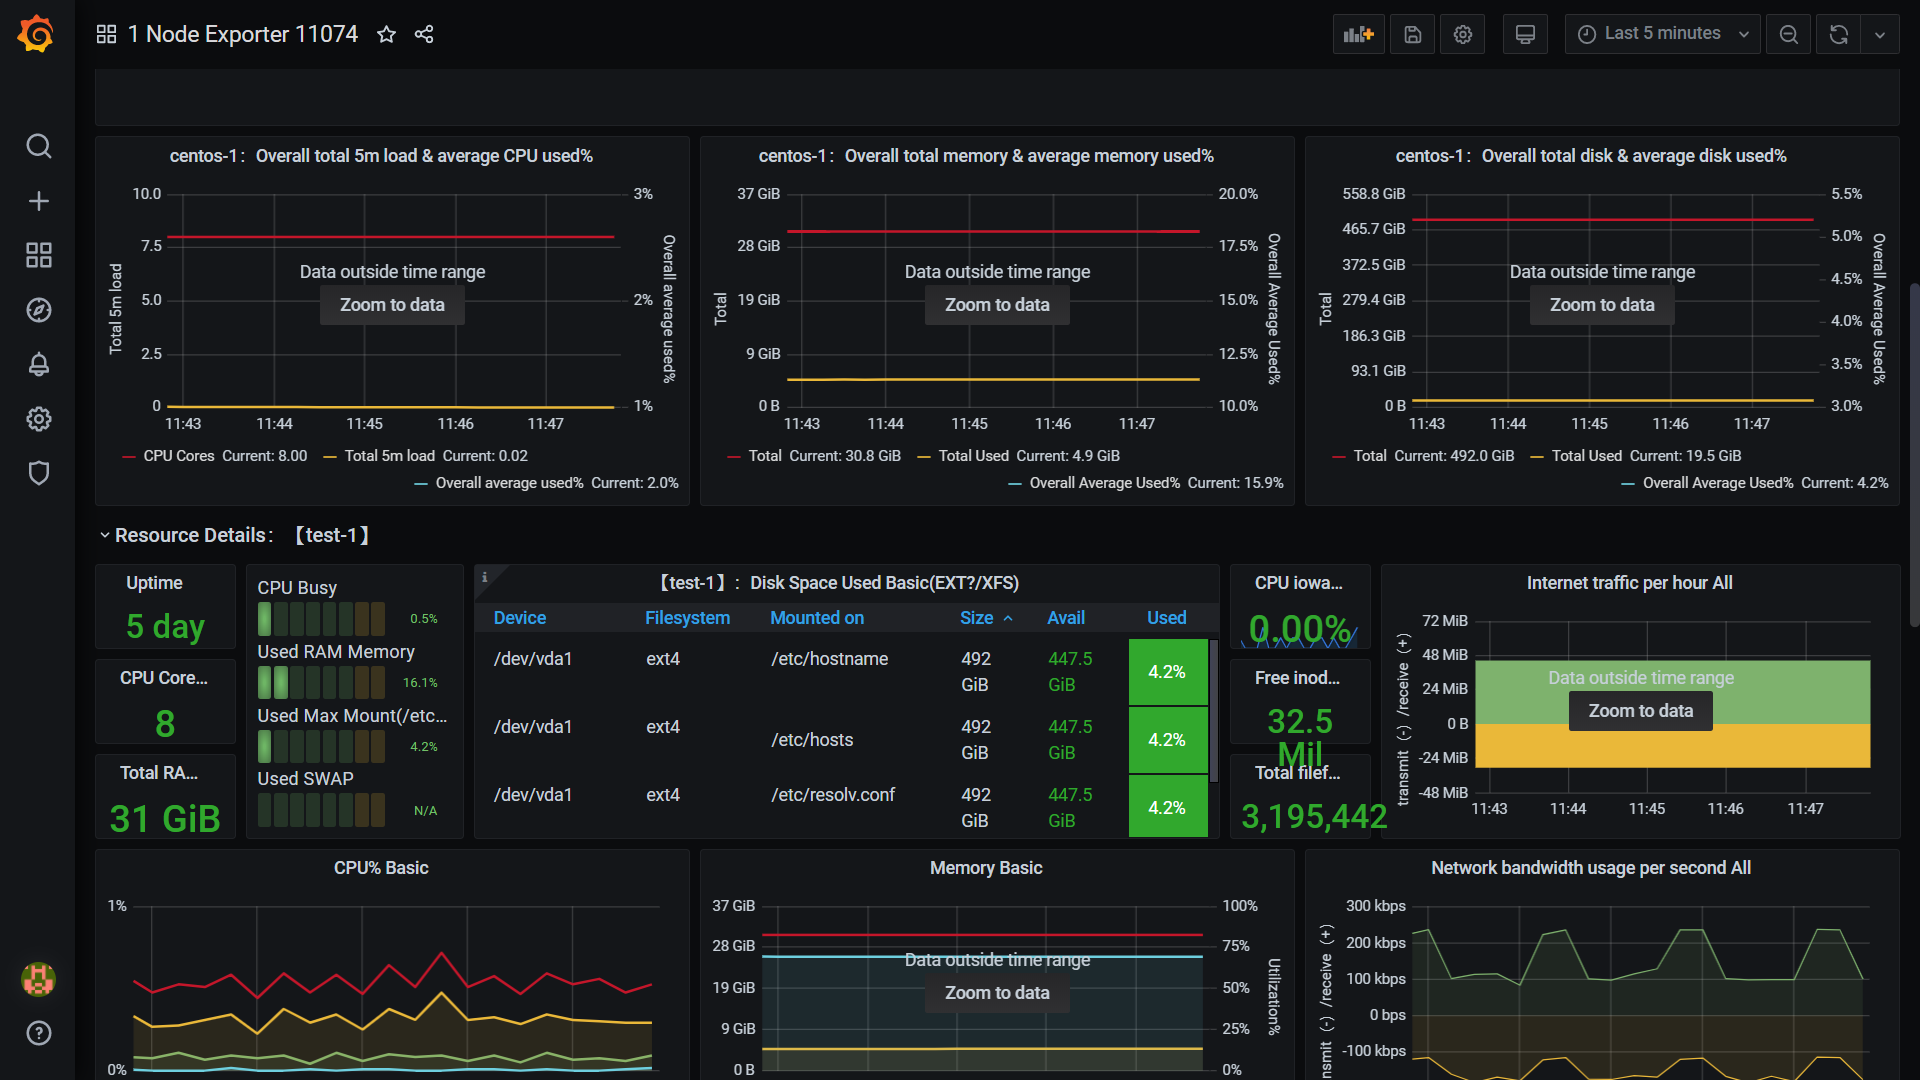 1 Node Exporter 11074
Last 5 minutes
centos-1：Overall total 5m load & average CPU used%
10.0
7.5
5.0
2.5
0
Total 5m load
3%
2%
1%
Overall average used%
Data outside time range
Zoom to data
11:43 11:44 11:45 11:46 11:47
CPU Cores Current: 8.00 Total 5m load Current: 0.02
Overall average used% Current: 2.0%
centos-1：Overall total memory & average memory used%
37 GiB
28 GiB
19 GiB
9 GiB
0 B
Total
20.0%
17.5%
15.0%
12.5%
10.0%
Overall Average Used%
Data outside time range
Zoom to data
11:43 11:44 11:45 11:46 11:47
Total Current: 30.8 GiB Total Used Current: 4.9 GiB
Overall Average Used% Current: 15.9%
centos-1：Overall total disk & average disk used%
558.8 GiB
465.7 GiB
372.5 GiB
279.4 GiB
186.3 GiB
93.1 GiB
0 B
Total
5.5%
5.0%
4.5%
4.0%
3.5%
3.0%
Overall Average Used%
Data outside time range
Zoom to data
11:43 11:44 11:45 11:46 11:47
Total Current: 492.0 GiB Total Used Current: 19.5 GiB
Overall Average Used% Current: 4.2%
Resource Details：【test-1】
Uptime
5 day
CPU Core...
8
Total RA...
31 GiB
CPU Busy
0.5%
Used RAM Memory
16.1%
Used Max Mount(/etc...
4.2%
Used SWAP
N/A
i
【test-1】：Disk Space Used Basic(EXT?/XFS)
Device Filesystem Mounted on Size Avail Used
/dev/vda1 ext4 /etc/hostname 492 GiB 447.5 GiB 4.2%
/dev/vda1 ext4 /etc/hosts 492 GiB 447.5 GiB 4.2%
/dev/vda1 ext4 /etc/resolv.conf 492 GiB 447.5 GiB 4.2%
CPU iowa...
0.00%
Free inod...
32.5
Mil
Total filef...
3,195,442
Internet traffic per hour All
72 MiB
48 MiB
24 MiB
0 B
-24 MiB
-48 MiB
transmit（-）/receive（+）
Data outside time range
Zoom to data
11:43 11:44 11:45 11:46 11:47
CPU% Basic
1%
0%
Memory Basic
37 GiB
28 GiB
19 GiB
9 GiB
0 B
100%
75%
50%
25%
0%
Utilization%
Data outside time range
Zoom to data
Network bandwidth usage per second All
300 kbps
200 kbps
100 kbps
0 bps
-100 kbps
nsmit（-）/receive（+）